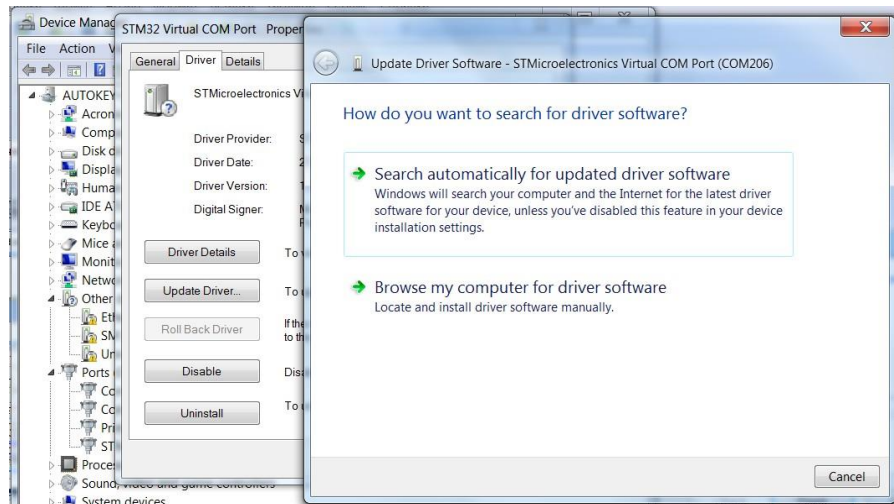 Device Manag
File Action V
AUTOKEY
Acron
Comp
Disk d
Displa
Huma
IDE A
Keybo
Mice a
Monit
Netwo
Other
Eth
SM
Un
Ports
Co
Co
Pri
ST
Proce
Sound, video and game controllers
System devices
STM32 Virtual COM Port Proper
General Driver Details
STMicroelectronics Vi
Driver Provider: S
Driver Date: 2
Driver Version: 1
Digital Signer: M
Driver Details To v
Update Driver... To u
Roll Back Driver If the
to th
Disable Disa
Uninstall To u
Update Driver Software - STMicroelectronics Virtual COM Port (COM206)
How do you want to search for driver software?
Search automatically for updated driver software
Windows will search your computer and the Internet for the latest driver
software for your device, unless you've disabled this feature in your device
installation settings.
Browse my computer for driver software
Locate and install driver software manually.
Cancel